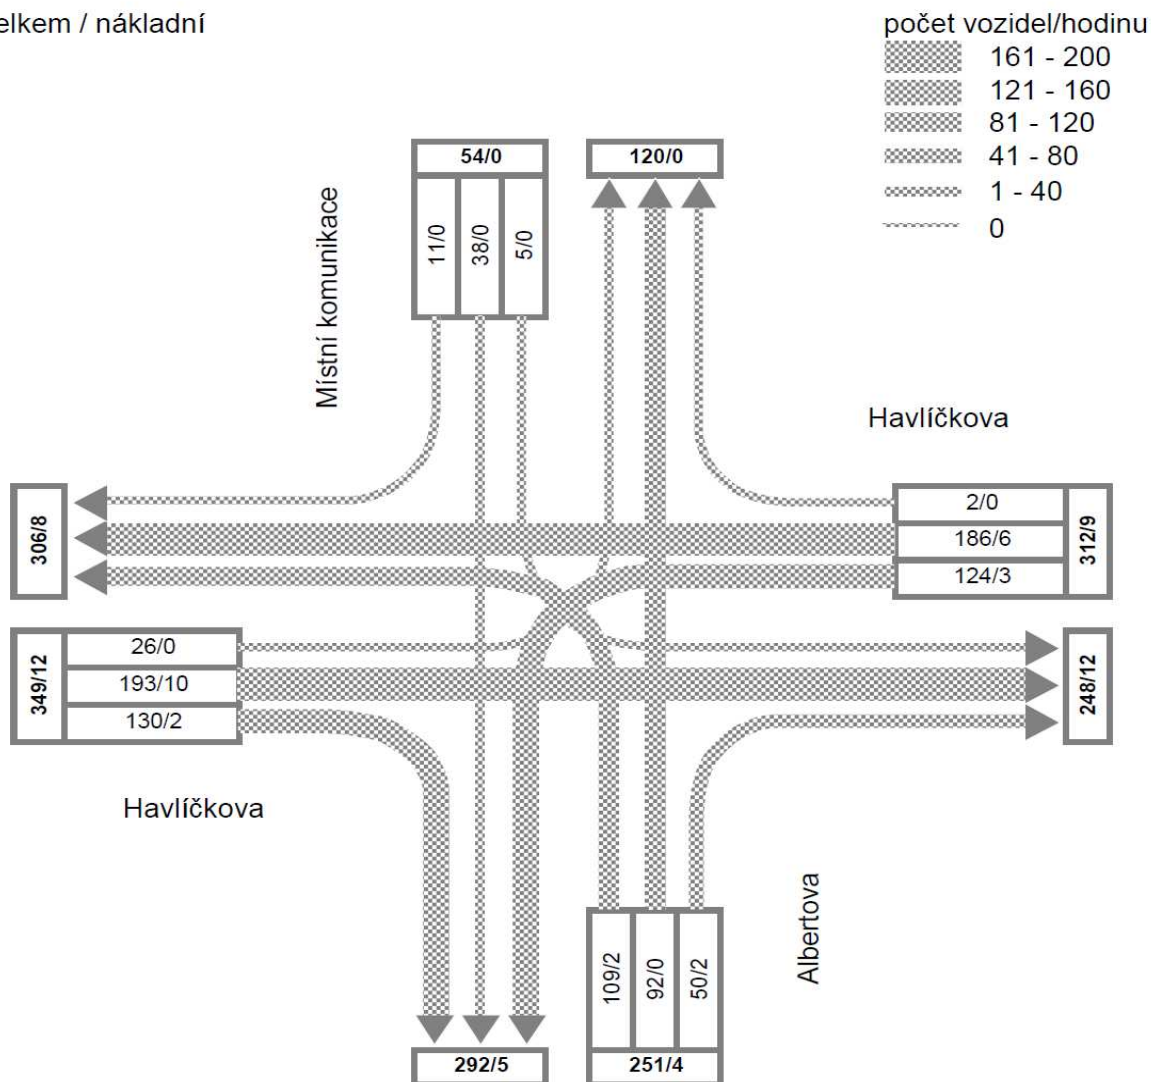 elkem / nákladní
počet vozidel/hodinu
161 - 200
121 - 160
81 - 120
41 - 80
1 - 40
0
54/0
120/0
11/0
38/0
5/0
Místní komunikace
Havlíčkova
306/8
2/0
186/6
124/3
312/9
349/12
26/0
193/10
130/2
248/12
Havlíčkova
Albertova
109/2
92/0
50/2
292/5
251/4